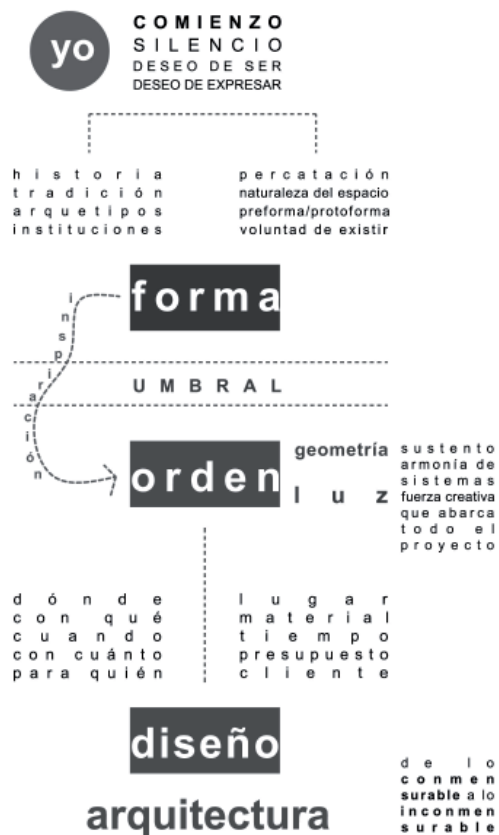 yo
COMIENZO
SILENCIO
DESEO DE SER
DESEO DE EXPRESAR
historia
tradición
arquetipos
instituciones
percatación
naturaleza del espacio
preforma/protoforma
voluntad de existir
forma
inspiración
UMBRAL
orden
geometría
luz
sustento
armonía de
sistemas
fuerza creativa
que abarca
todo el
proyecto
dónde
con qué
cuando
con cuánto
para quién
lugar
material
tiempo
presupuesto
cliente
diseño
arquitectura
de lo
conmen
surable a lo
inconmen
surable